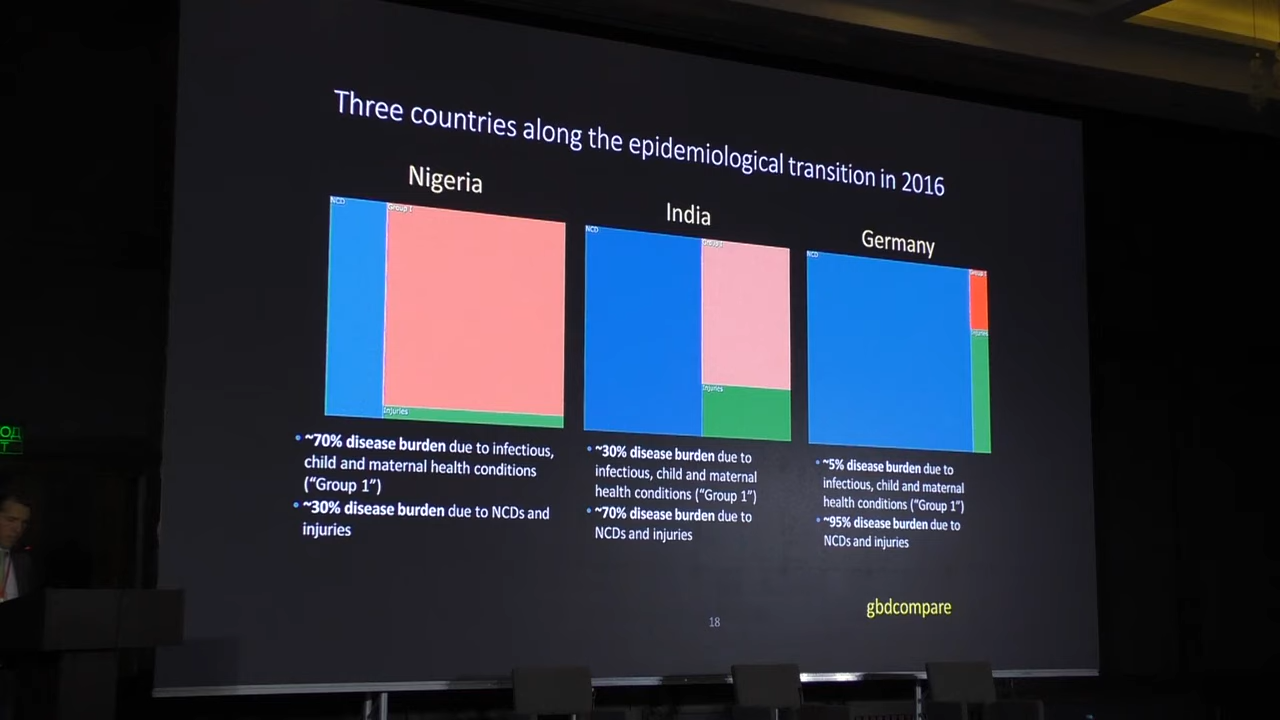 Three countries along the epidemiological transition in 2016
Nigeria
NCD
Group 1
Injuries
• ~70% disease burden due to infectious,
child and maternal health conditions
(“Group 1”)
• ~30% disease burden due to NCDs and
injuries
India
NCD
Group 1
Injuries
• ~30% disease burden due to
infectious, child and maternal
health conditions (“Group 1”)
• ~70% disease burden due to
NCDs and injuries
Germany
NCD
Group 1
Injuries
• ~5% disease burden due to
infectious, child and maternal
health conditions (“Group 1”)
• ~95% disease burden due to
NCDs and injuries
gbdcompare
18